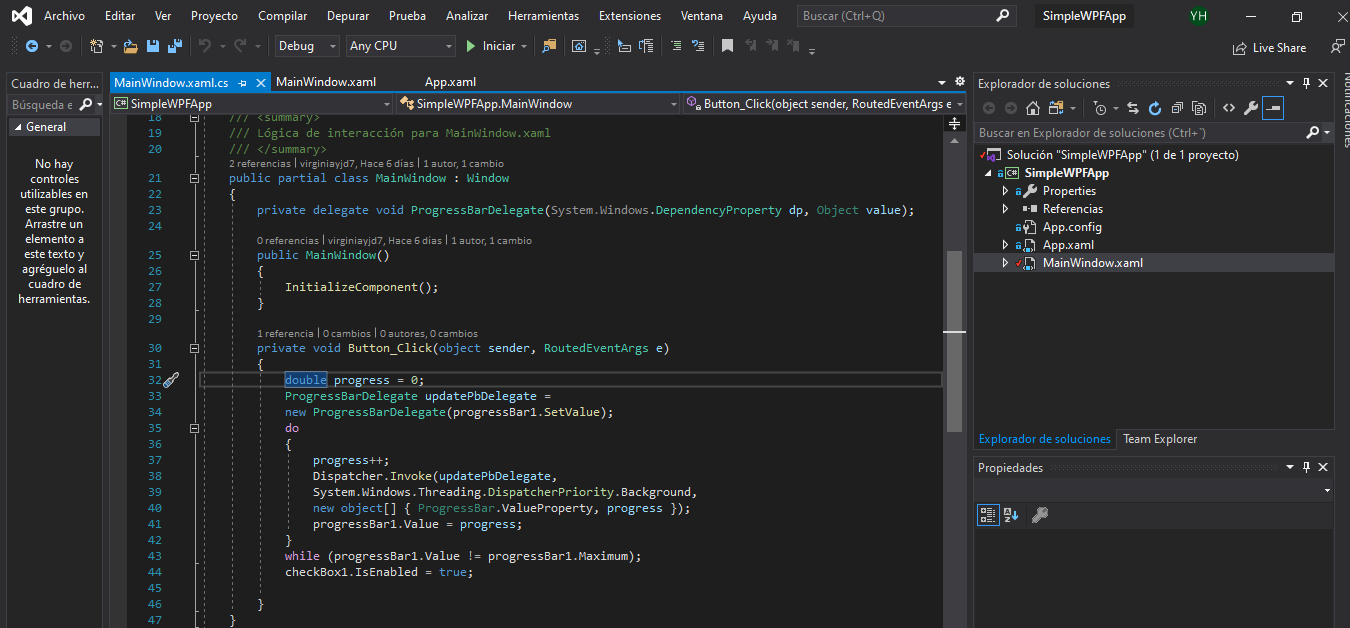 Archivo Editar Ver Proyecto Compilar Depurar Prueba Analizar Herramientas Extensiones Ventana Ayuda Buscar (Ctrl+Q) SimpleWPFApp YH
Debug Any CPU Iniciar Live Share
Cuadro de herr...
Búsqueda e
General
No hay
controles
utilizables en
este grupo.
Arrastre un
elemento a
este texto y
agréguelo al
cuadro de
herramientas.
MainWindow.xaml.cs MainWindow.xaml App.xaml
C# SimpleWPFApp SimpleWPFApp.MainWindow Button_Click(object sender, RoutedEventArgs e
18 /// <summary>
19 /// Lógica de interacción para MainWindow.xaml
20 /// </summary>
2 referencias | virginiayjd7, Hace 6 días | 1 autor, 1 cambio
21 public partial class MainWindow : Window
22 {
23 private delegate void ProgressBarDelegate(System.Windows.DependencyProperty dp, Object value);
24
0 referencias | virginiayjd7, Hace 6 días | 1 autor, 1 cambio
25 public MainWindow()
26 {
27 InitializeComponent();
28 }
29
1 referencia | 0 cambios | 0 autores, 0 cambios
30 private void Button_Click(object sender, RoutedEventArgs e)
31 {
32 double progress = 0;
33 ProgressBarDelegate updatePbDelegate =
34 new ProgressBarDelegate(progressBar1.SetValue);
35 do
36 {
37 progress++;
38 Dispatcher.Invoke(updatePbDelegate,
39 System.Windows.Threading.DispatcherPriority.Background,
40 new object[] { ProgressBar.ValueProperty, progress });
41 progressBar1.Value = progress;
42 }
43 while (progressBar1.Value != progressBar1.Maximum);
44 checkBox1.IsEnabled = true;
45
46 }
47 }
Explorador de soluciones
Buscar en Explorador de soluciones (Ctrl+¨)
Solución "SimpleWPFApp" (1 de 1 proyecto)
C# SimpleWPFApp
Properties
Referencias
App.config
App.xaml
MainWindow.xaml
Explorador de soluciones Team Explorer
Propiedades
Notificaciones